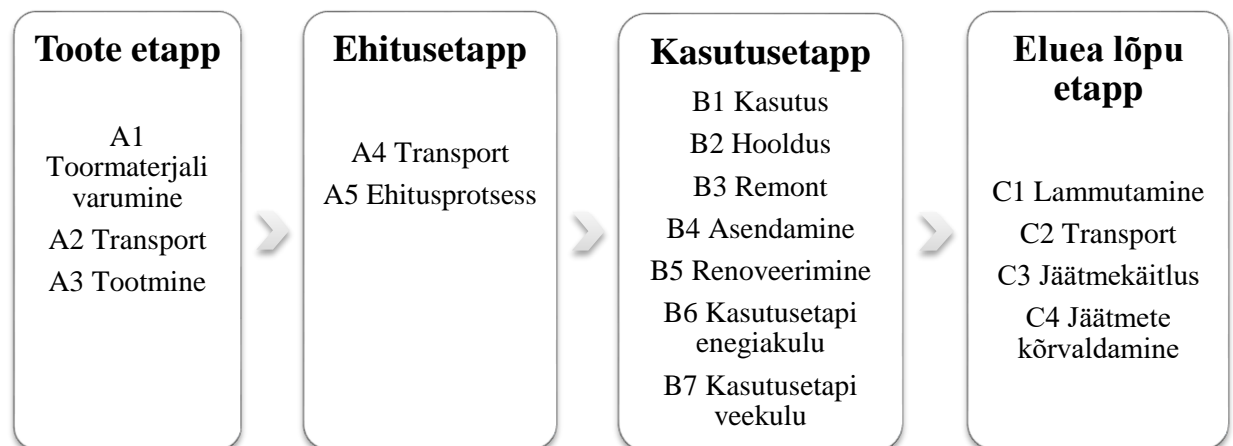 Toote etapp
A1
Toormaterjali
varumine
A2 Transport
A3 Tootmine
Ehitusetapp
A4 Transport
A5 Ehitusprotsess
Kasutusetapp
B1 Kasutus
B2 Hooldus
B3 Remont
B4 Asendamine
B5 Renoveerimine
B6 Kasutusetapi
enegiakulu
B7 Kasutusetapi
veekulu
Eluea lõpu
etapp
C1 Lammutamine
C2 Transport
C3 Jäätmekäitlus
C4 Jäätmete
kõrvaldamine